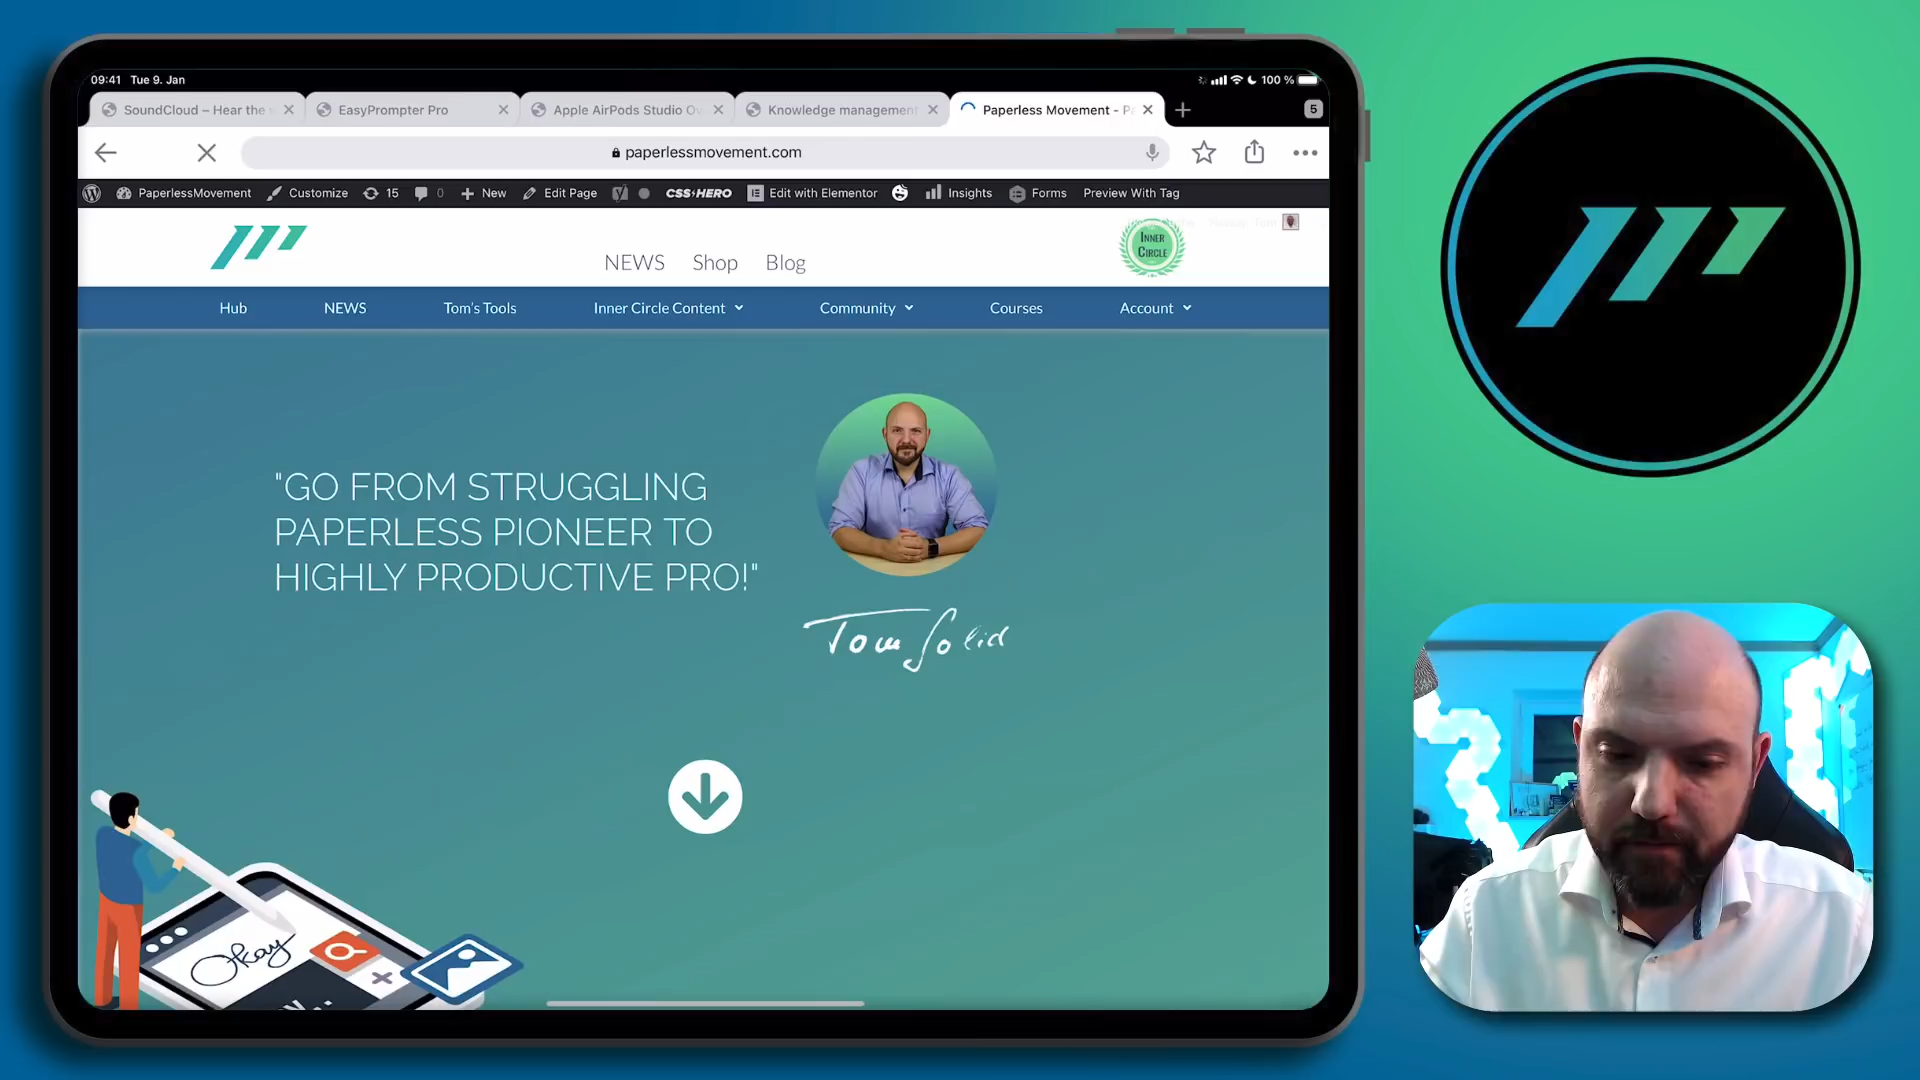 09:41 Tue 9. Jan
100 %
SoundCloud – Hear the
EasyPrompter Pro
Apple AirPods Studio Ov
Knowledge management
Paperless Movement - P
5
paperlessmovement.com
PaperlessMovement
Customize
15
0
New
Edit Page
CSS HERO
Edit with Elementor
Insights
Forms
Preview With Tag
NEWS
Shop
Blog
INNER
CIRCLE
Hub
NEWS
Tom's Tools
Inner Circle Content
Community
Courses
Account
"GO FROM STRUGGLING
PAPERLESS PIONEER TO
HIGHLY PRODUCTIVE PRO!"
Tom Solid
Okay